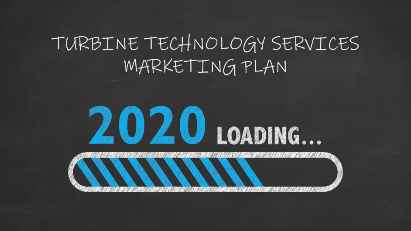 TURBINE TECHNOLOGY SERVICES
MARKETING PLAN
2020 LOADING...